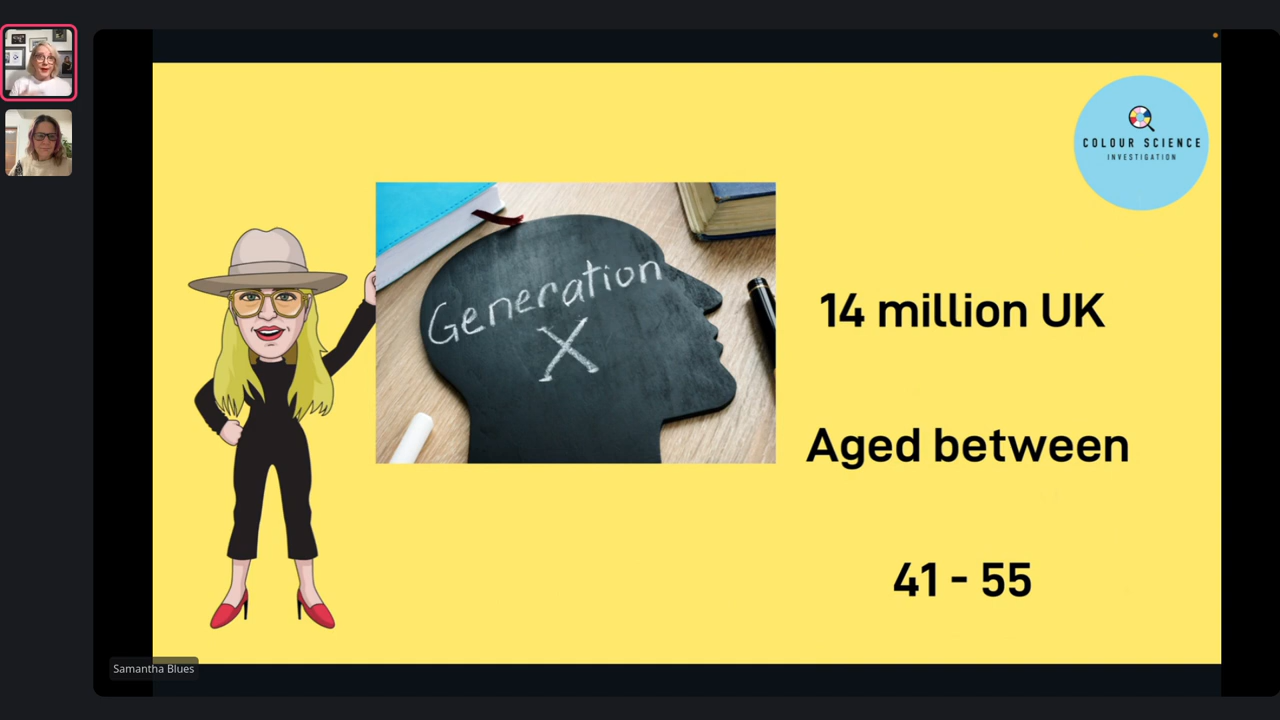 COLOUR SCIENCE
INVESTIGATION
Generation
X
14 million UK
Aged between
41 - 55
Samantha Blues